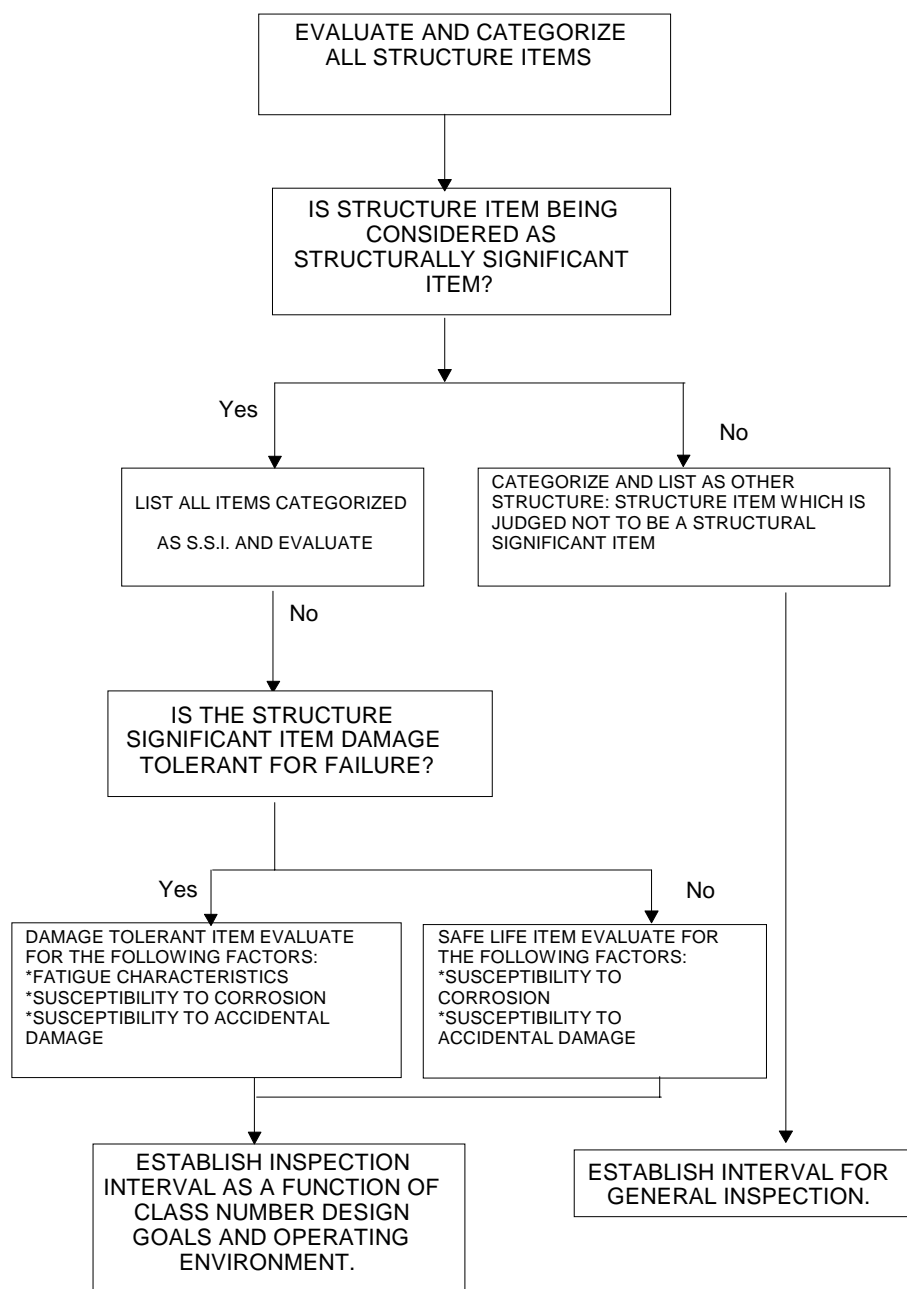 EVALUATE AND CATEGORIZE
ALL STRUCTURE ITEMS
IS STRUCTURE ITEM BEING
CONSIDERED AS
STRUCTURALLY SIGNIFICANT
ITEM?
Yes
No
LIST ALL ITEMS CATEGORIZED
AS S.S.I. AND EVALUATE
CATEGORIZE AND LIST AS OTHER
STRUCTURE: STRUCTURE ITEM WHICH IS
JUDGED NOT TO BE A STRUCTURAL
SIGNIFICANT ITEM
No
IS THE STRUCTURE
SIGNIFICANT ITEM DAMAGE
TOLERANT FOR FAILURE?
Yes
No
DAMAGE TOLERANT ITEM EVALUATE
FOR THE FOLLOWING FACTORS:
*FATIGUE CHARACTERISTICS
*SUSCEPTIBILITY TO CORROSION
*SUSCEPTIBILITY TO ACCIDENTAL
DAMAGE
SAFE LIFE ITEM EVALUATE FOR
THE FOLLOWING FACTORS:
*SUSCEPTIBILITY TO
CORROSION
*SUSCEPTIBILITY TO
ACCIDENTAL DAMAGE
ESTABLISH INSPECTION
INTERVAL AS A FUNCTION OF
CLASS NUMBER DESIGN
GOALS AND OPERATING
ENVIRONMENT.
ESTABLISH INTERVAL FOR
GENERAL INSPECTION.